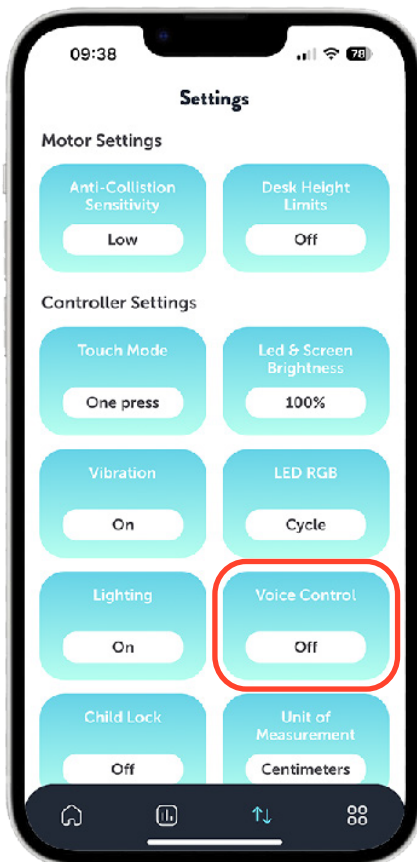 09:38
78
Settings
Motor Settings
Anti-Collistion
Sensitivity
Low
Desk Height
Limits
Off
Controller Settings
Touch Mode
One press
Led & Screen
Brightness
100%
Vibration
On
LED RGB
Cycle
Lighting
On
Voice Control
Off
Child Lock
Off
Unit of
Measurement
Centimeters